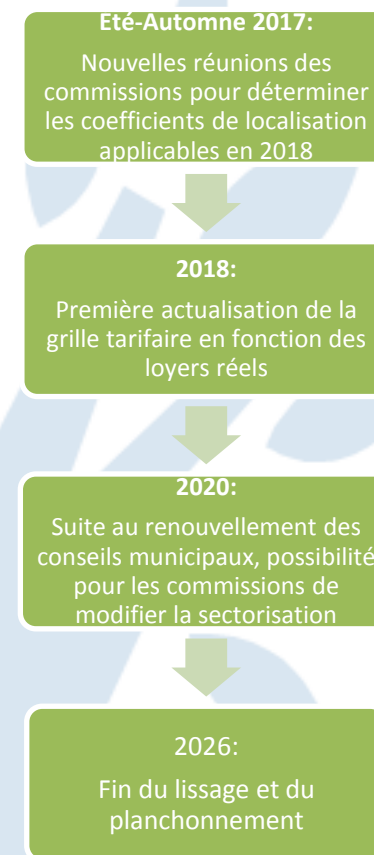 Eté-Automne 2017:
Nouvelles réunions des
commissions pour déterminer
les coefficients de localisation
applicables en 2018
2018:
Première actualisation de la
grille tarifaire en fonction des
loyers réels
2020:
Suite au renouvellement des
conseils municipaux, possibilité
pour les commissions de
modifier la sectorisation
2026:
Fin du lissage et du
planchonnement